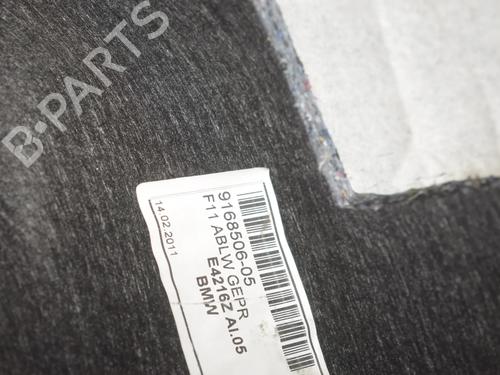 B-PARTS
9168506-05
F11 ABLW GEPR
E4216Z AI.05
BMW
14.02.2011